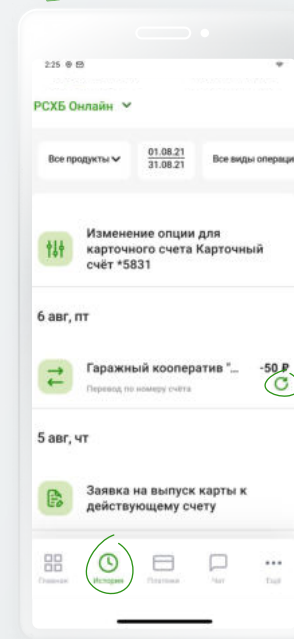 2:25
РСХБ Онлайн
Все продукты 01.08.21 Все виды операци
31.08.21
Изменение опции для
карточного счета Карточный
счёт *5831
6 авг, пт
Гаражный кооператив "... -50 ₽
Перевод по номеру счёта
5 авг, чт
Заявка на выпуск карты к
действующему счету
Главная История Платежи Чат Ещё